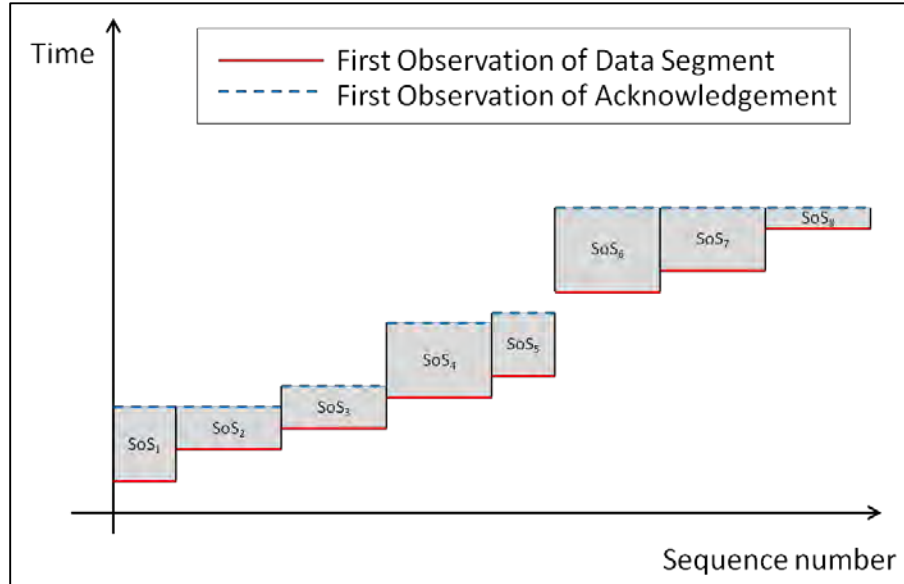 Time
First Observation of Data Segment
First Observation of Acknowledgement
SoS₁
SoS₂
SoS₃
SoS₄
SoS₅
SoS₆
SoS₇
SoS₈
Sequence number